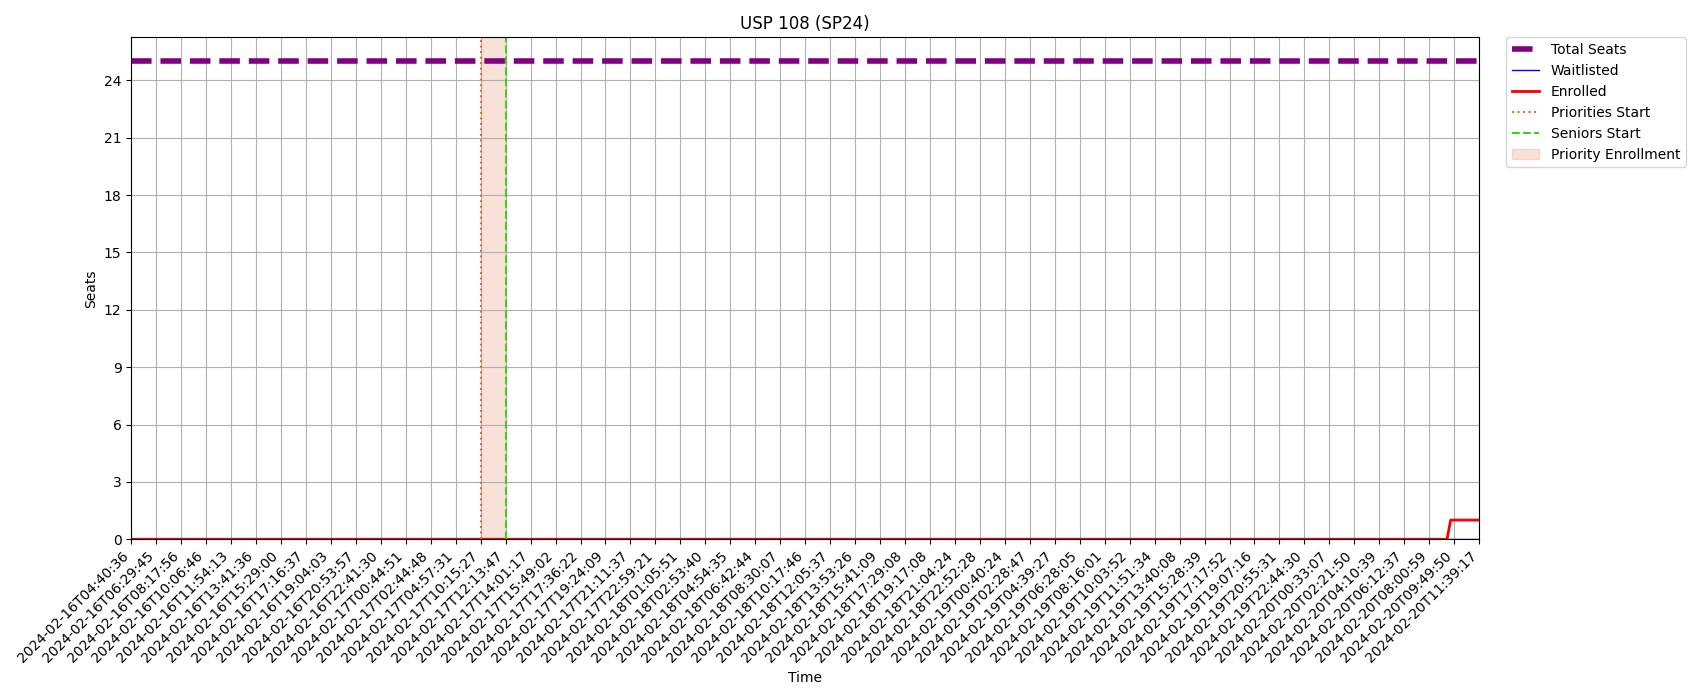 USP 108 (SP24)
Total Seats
Waitlisted
Enrolled
Priorities Start
Seniors Start
Priority Enrollment
Seats
24
21
18
15
12
9
6
3
0
2024-02-16T04:40:36
2024-02-16T06:29:45
2024-02-16T08:17:56
2024-02-16T10:06:46
2024-02-16T11:54:13
2024-02-16T13:41:36
2024-02-16T15:29:00
2024-02-16T17:16:37
2024-02-16T19:04:03
2024-02-16T20:53:57
2024-02-16T22:41:30
2024-02-17T00:44:51
2024-02-17T02:44:48
2024-02-17T04:57:31
2024-02-17T10:15:27
2024-02-17T12:13:47
2024-02-17T14:01:17
2024-02-17T15:49:02
2024-02-17T17:36:22
2024-02-17T19:24:09
2024-02-17T21:11:37
2024-02-17T22:59:21
2024-02-18T01:05:51
2024-02-18T02:53:40
2024-02-18T04:54:35
2024-02-18T06:42:44
2024-02-18T08:30:07
2024-02-18T10:17:46
2024-02-18T12:05:37
2024-02-18T13:53:26
2024-02-18T15:41:09
2024-02-18T17:29:08
2024-02-18T19:17:08
2024-02-18T21:04:24
2024-02-18T22:52:28
2024-02-19T00:40:24
2024-02-19T02:28:47
2024-02-19T04:39:27
2024-02-19T06:28:05
2024-02-19T08:16:01
2024-02-19T10:03:52
2024-02-19T11:51:34
2024-02-19T13:40:08
2024-02-19T15:28:39
2024-02-19T17:17:52
2024-02-19T19:07:16
2024-02-19T20:55:31
2024-02-19T22:44:30
2024-02-20T00:33:07
2024-02-20T02:21:50
2024-02-20T04:10:39
2024-02-20T06:12:37
2024-02-20T08:00:59
2024-02-20T09:49:50
2024-02-20T11:39:17
Time